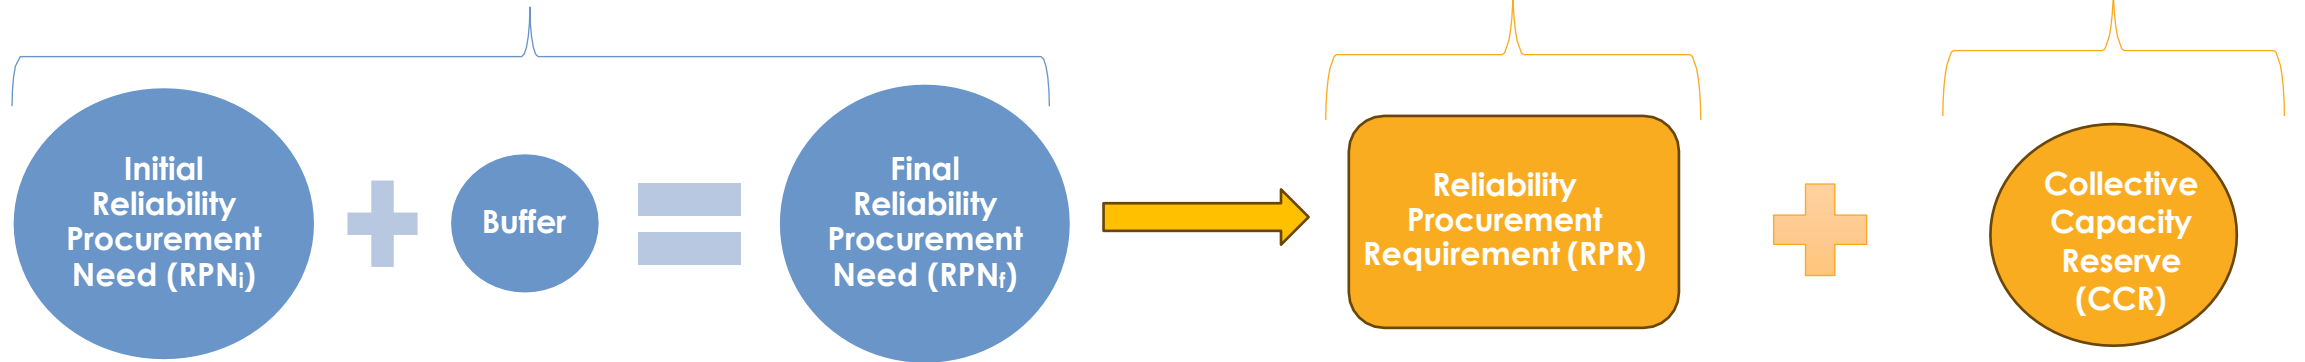 Initial
Reliability
Procurement
Need (RPNᵢ)
Buffer
Final
Reliability
Procurement
Need (RPNf)
Reliability
Procurement
Requirement (RPR)
Collective
Capacity
Reserve
(CCR)